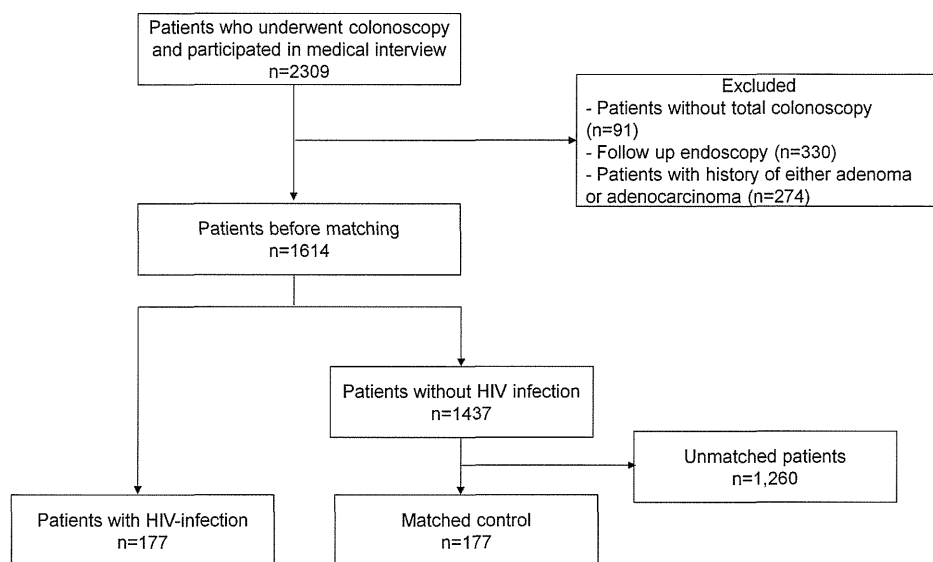 Patients who underwent colonoscopy
and participated in medical interview
n=2309
Excluded
- Patients without total colonoscopy
(n=91)
- Follow up endoscopy (n=330)
- Patients with history of either adenoma
or adenocarcinoma (n=274)
Patients before matching
n=1614
Patients without HIV infection
n=1437
Unmatched patients
n=1,260
Patients with HIV-infection
n=177
Matched control
n=177